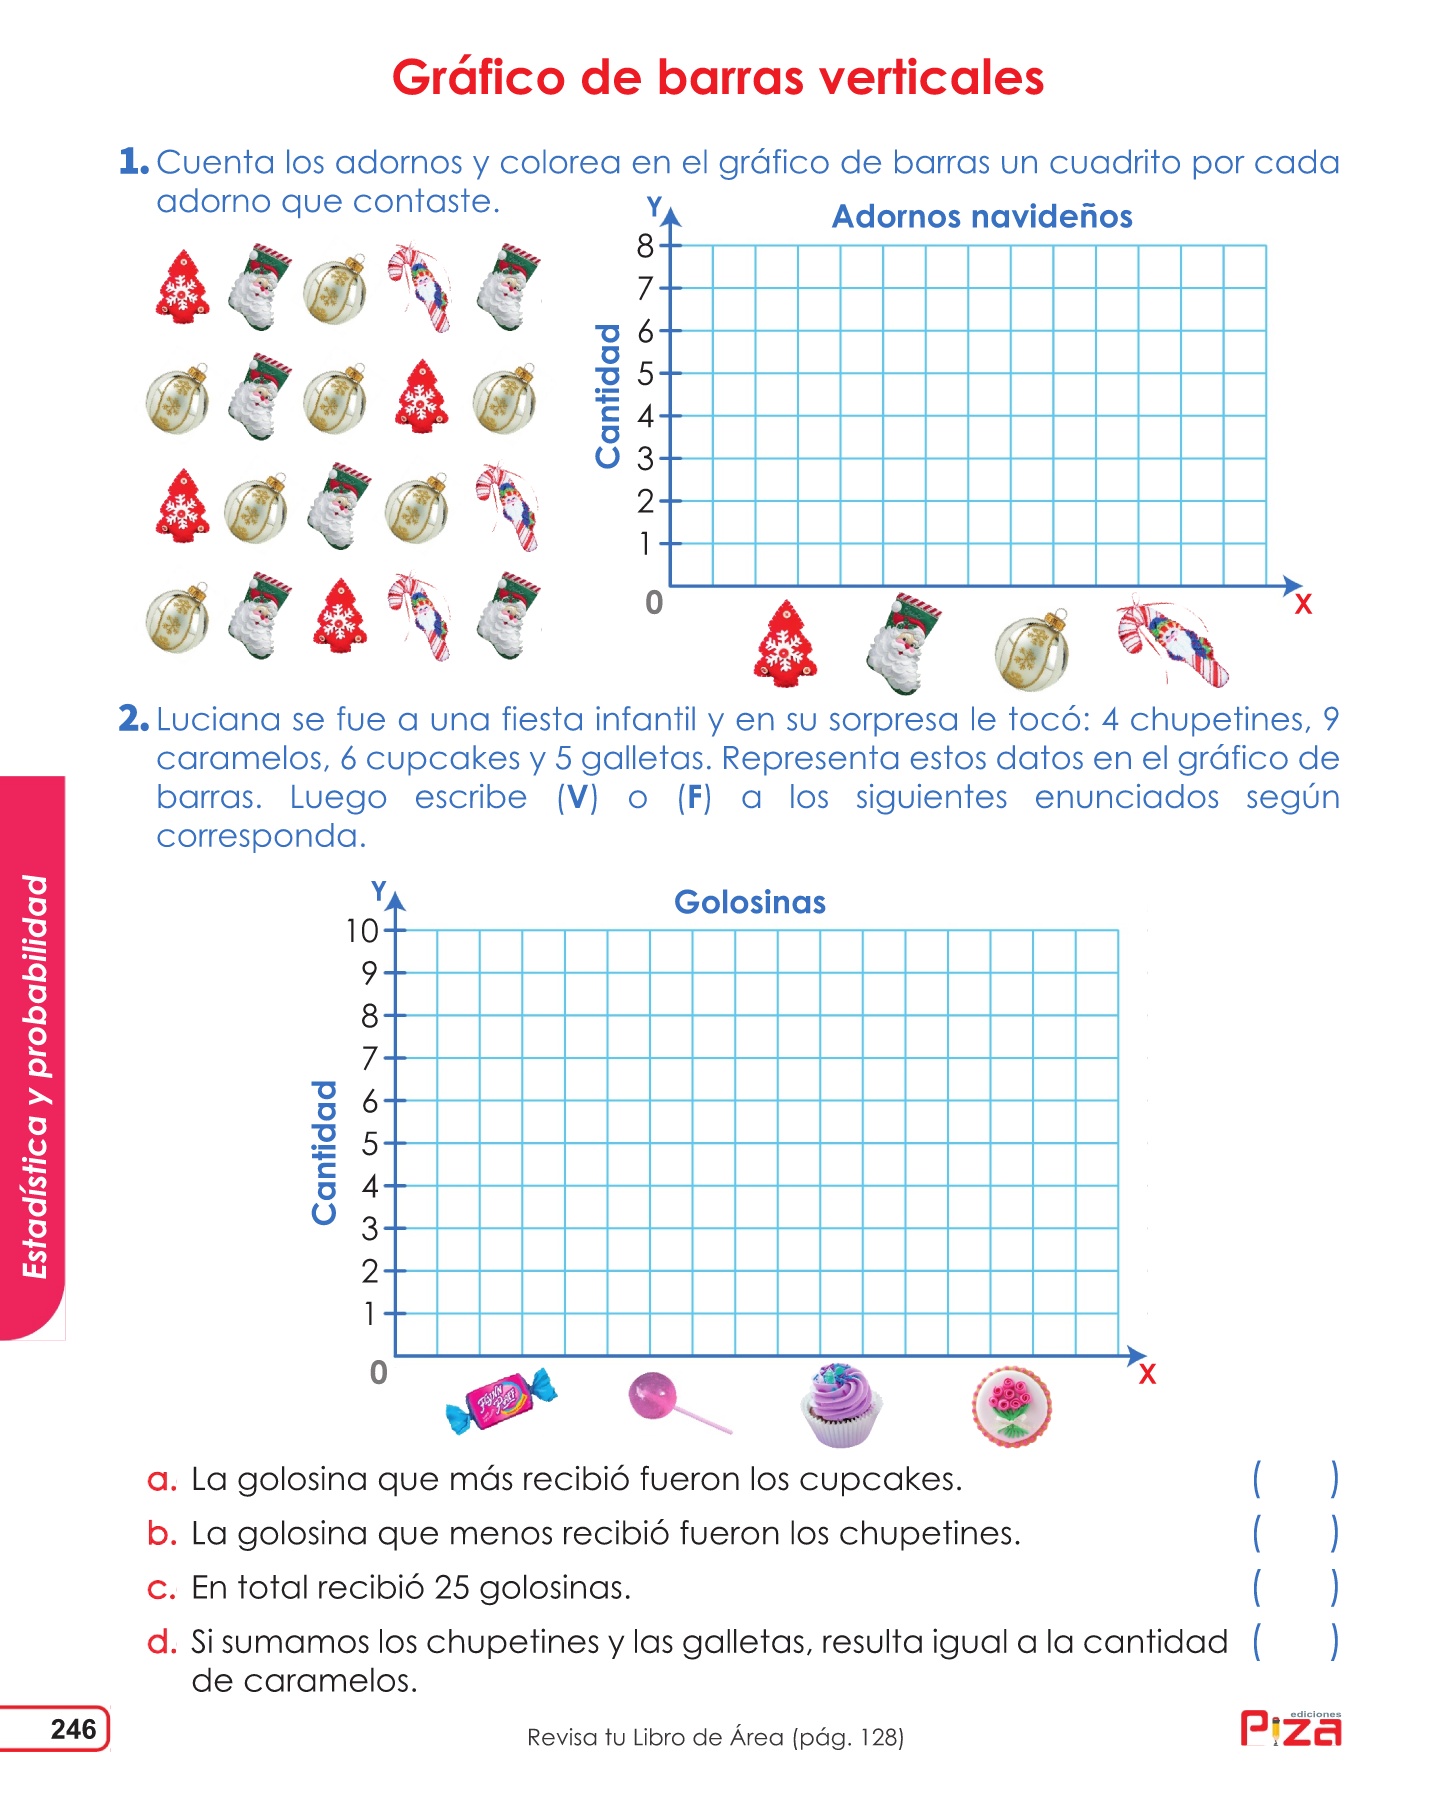 Gráfico de barras verticales
1. Cuenta los adornos y colorea en el gráfico de barras un cuadrito por cada
adorno que contaste.
Y
Adornos navideños
8
7
6
5
4
3
2
1
0
Cantidad
X
2. Luciana se fue a una fiesta infantil y en su sorpresa le tocó: 4 chupetines, 9
caramelos, 6 cupcakes y 5 galletas. Representa estos datos en el gráfico de
barras. Luego escribe (V) o (F) a los siguientes enunciados según
corresponda.
Estadística y probabilidad
Y
Golosinas
10
9
8
7
6
5
4
3
2
1
0
Cantidad
X
a. La golosina que más recibió fueron los cupcakes. ( )
b. La golosina que menos recibió fueron los chupetines. ( )
c. En total recibió 25 golosinas. ( )
d. Si sumamos los chupetines y las galletas, resulta igual a la cantidad ( )
de caramelos.
246
Revisa tu Libro de Área (pág. 128)
ediciones
Piza